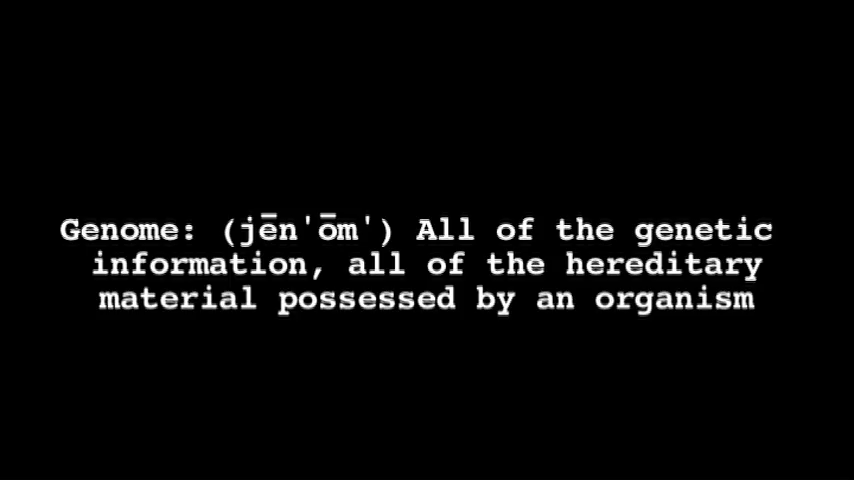 Genome: (jēn'ōm') All of the genetic
information, all of the hereditary
material possessed by an organism